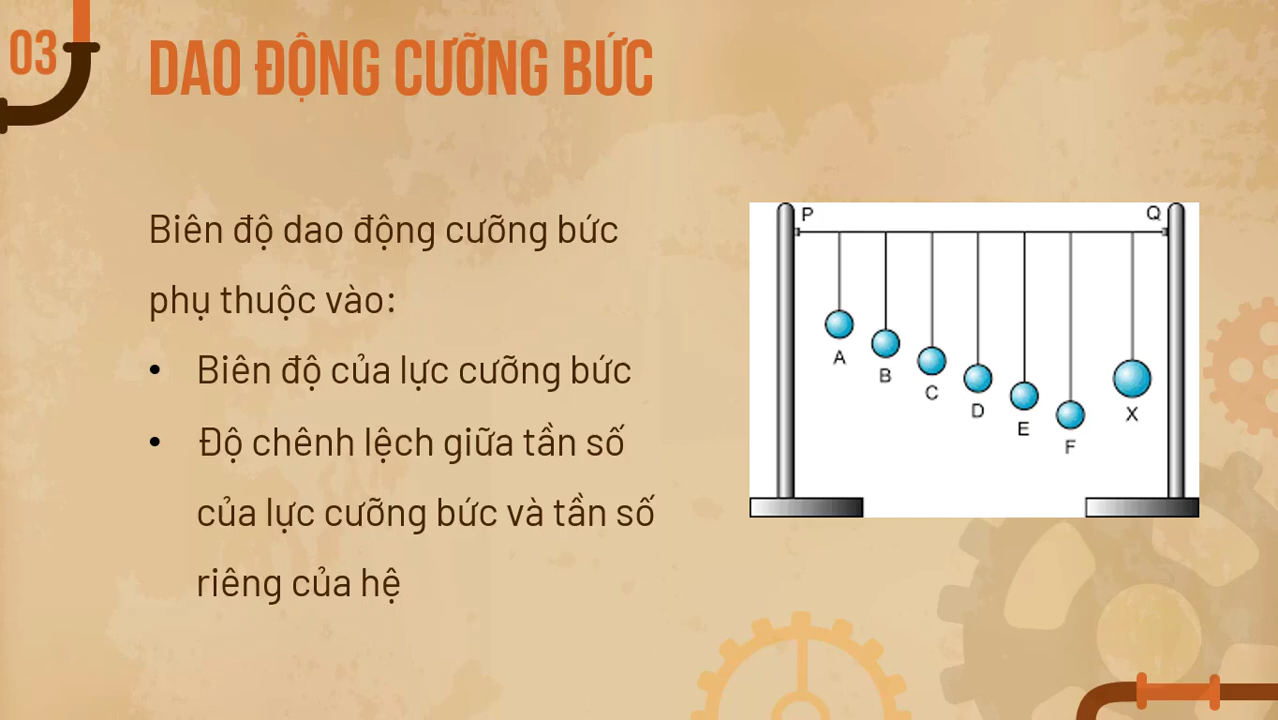 03
DAO ĐỘNG CƯỠNG BỨC
Biên độ dao động cưỡng bức
phụ thuộc vào:
• Biên độ của lực cưỡng bức
• Độ chênh lệch giữa tần số
của lực cưỡng bức và tần số
riêng của hệ
P
Q
A
B
C
D
E
F
X